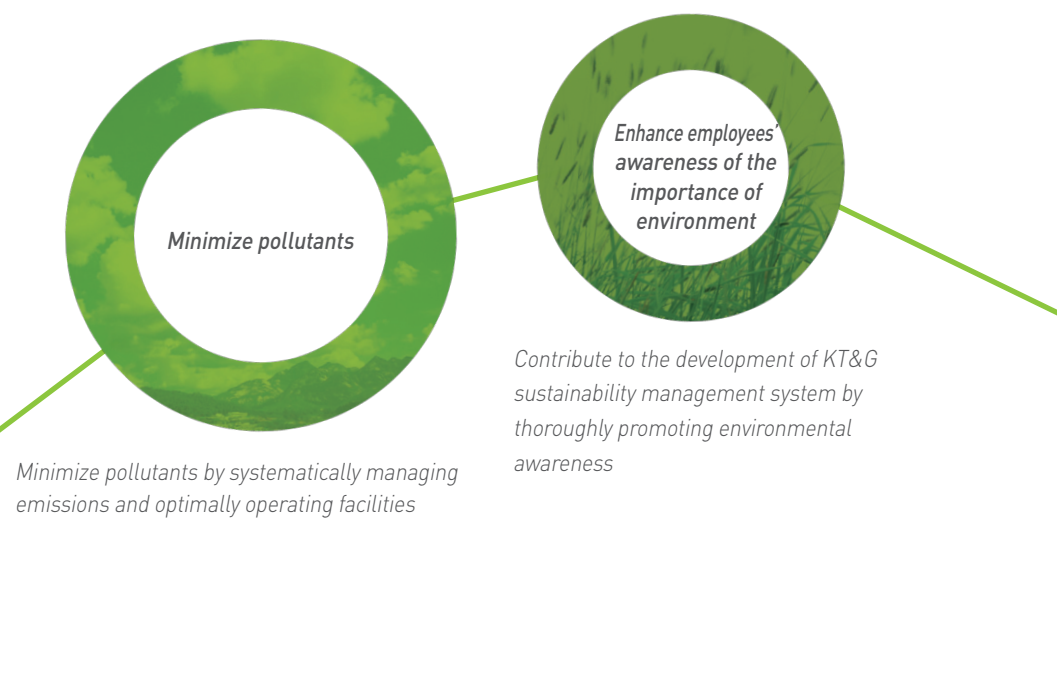 Minimize pollutants
Enhance employees'
awareness of the
importance of
environment
Minimize pollutants by systematically managing
emissions and optimally operating facilities
Contribute to the development of KT&G
sustainability management system by
thoroughly promoting environmental
awareness